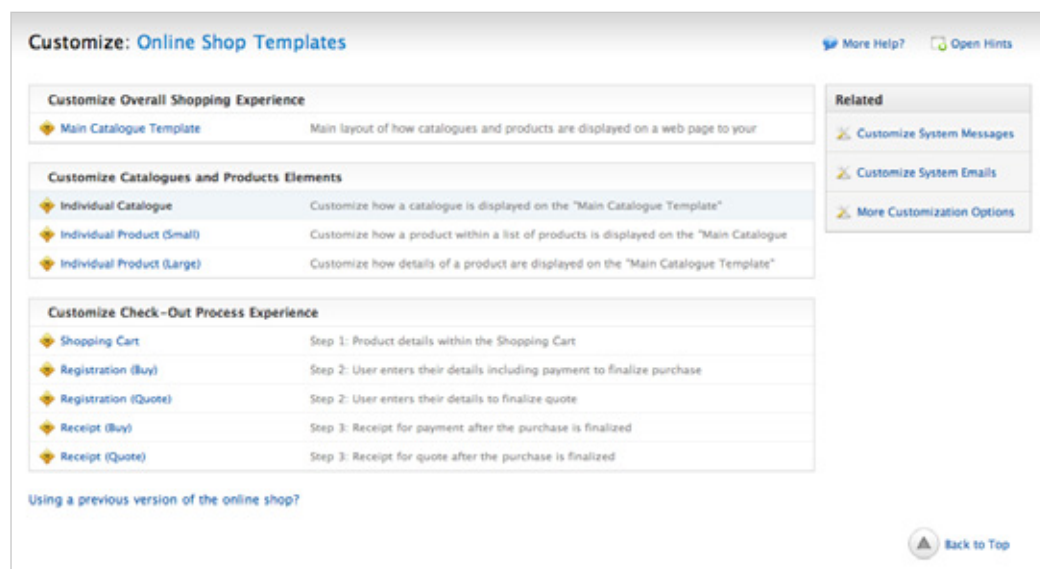 Customize: Online Shop Templates
More Help? Open Hints
Customize Overall Shopping Experience
Main Catalogue Template Main layout of how catalogues and products are displayed on a web page to your
Customize Catalogues and Products Elements
Individual Catalogue Customize how a catalogue is displayed on the "Main Catalogue Template"
Individual Product (Small) Customize how a product within a list of products is displayed on the "Main Catalogue
Individual Product (Large) Customize how details of a product are displayed on the "Main Catalogue Template"
Customize Check-Out Process Experience
Shopping Cart Step 1: Product details within the Shopping Cart
Registration (Buy) Step 2: User enters their details including payment to finalize purchase
Registration (Quote) Step 2: User enters their details to finalize quote
Receipt (Buy) Step 3: Receipt for payment after the purchase is finalized
Receipt (Quote) Step 3: Receipt for quote after the purchase is finalized
Using a previous version of the online shop?
Related
Customize System Messages
Customize System Emails
More Customization Options
Back to Top